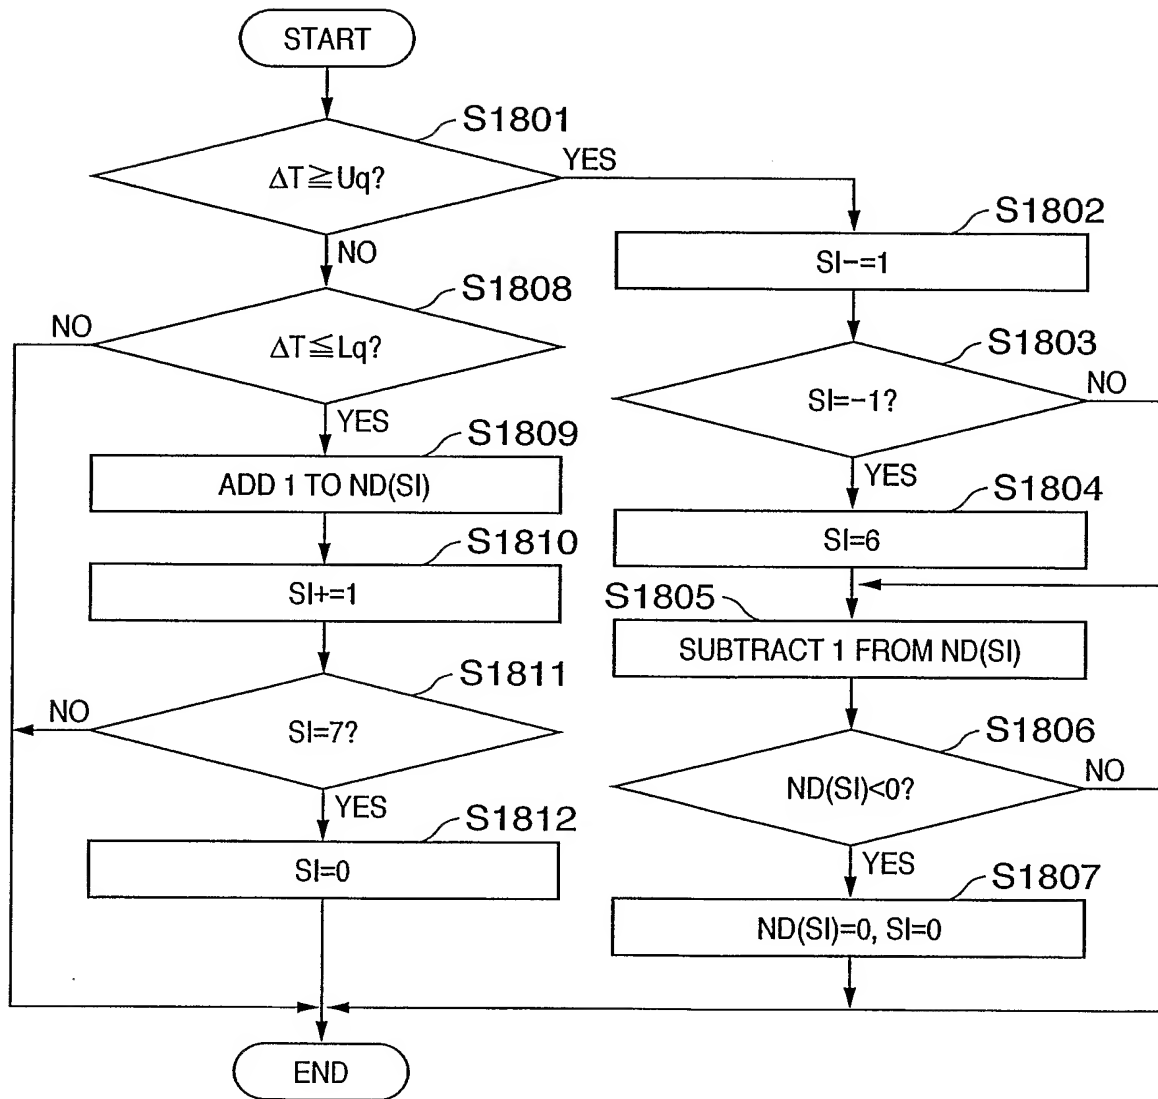 START
S1801
ΔT≧Uq?
YES
NO
S1808
NO
ΔT≦Lq?
YES
S1809
ADD 1 TO ND(SI)
S1810
SI+=1
S1811
NO
SI=7?
YES
S1812
SI=0
S1802
SI−=1
S1803
NO
SI=−1?
YES
S1804
SI=6
S1805
SUBTRACT 1 FROM ND(SI)
S1806
NO
ND(SI)<0?
YES
S1807
ND(SI)=0, SI=0
END